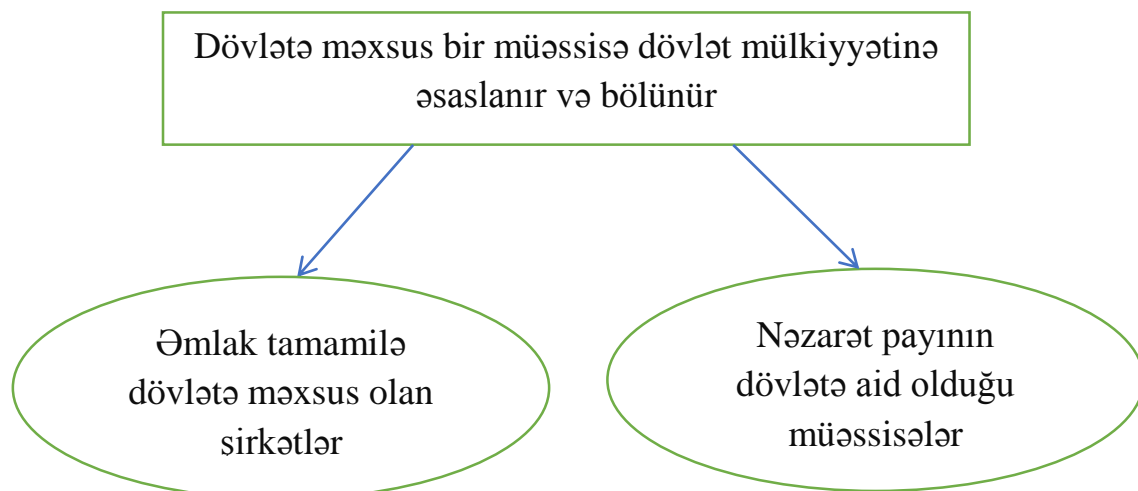 Dövlətə məxsus bir müəssisə dövlət mülkiyyətinə
əsaslanır və bölünür
Əmlak tamamilə
dövlətə məxsus olan
sirkətlər
Nəzarət payının
dövlətə aid olduğu
müəssisələr